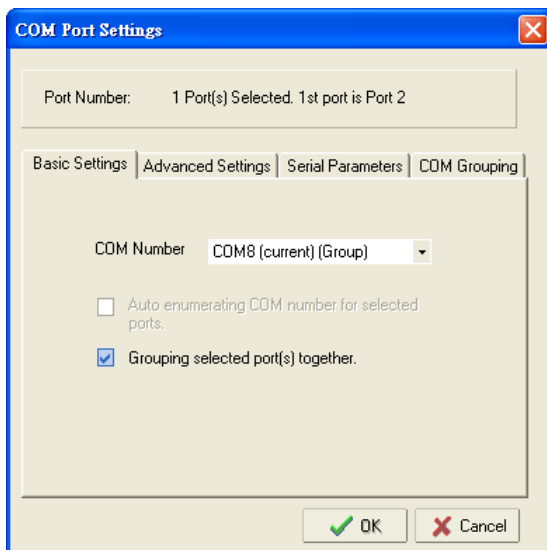 COM Port Settings
Port Number: 1 Port(s) Selected. 1st port is Port 2
Basic Settings Advanced Settings Serial Parameters COM Grouping
COM Number COM8 (current) (Group)
Auto enumerating COM number for selected
ports.
Grouping selected port(s) together.
OK Cancel